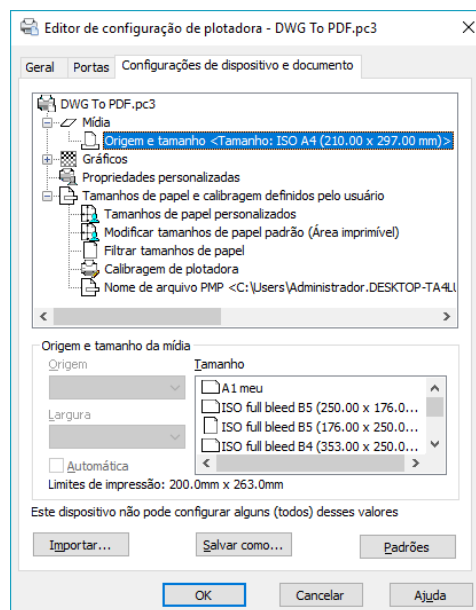 Editor de configuração de plotadora - DWG To PDF.pc3
Geral Portas Configurações de dispositivo e documento
DWG To PDF.pc3
Mídia
Origem e tamanho <Tamanho: ISO A4 (210.00 x 297.00 mm)>
Gráficos
Propriedades personalizadas
Tamanhos de papel e calibragem definidos pelo usuário
Tamanhos de papel personalizados
Modificar tamanhos de papel padrão (Área imprimível)
Filtrar tamanhos de papel
Calibragem de plotadora
Nome de arquivo PMP <C:\Users\Administrador.DESKTOP-TA4LU
Origem e tamanho da mídia
Origem
Tamanho
A1 meu
ISO full bleed B5 (250.00 x 176.0...
ISO full bleed B5 (176.00 x 250.0...
ISO full bleed B4 (353.00 x 250.0...
Largura
Automática
Limites de impressão: 200.0mm x 263.0mm
Este dispositivo não pode configurar alguns (todos) desses valores
Importar... Salvar como... Padrões
OK Cancelar Ajuda